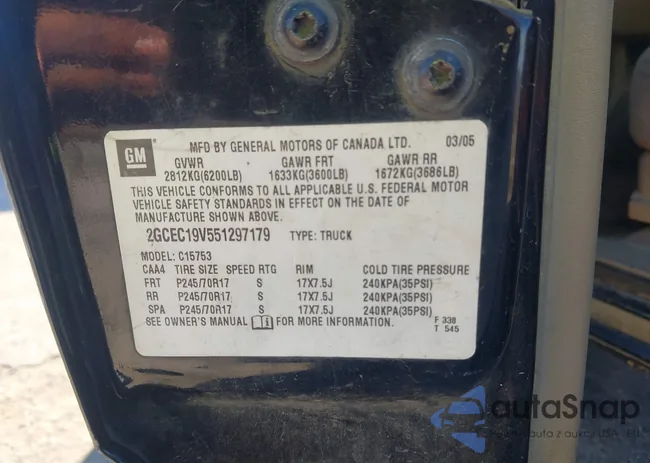 GM
MFD BY GENERAL MOTORS OF CANADA LTD. 03/05
GVWR GAWR FRT GAWR RR
2812KG(6200LB) 1633KG(3600LB) 1672KG(3686LB)
THIS VEHICLE CONFORMS TO ALL APPLICABLE U.S. FEDERAL MOTOR
VEHICLE SAFETY STANDARDS IN EFFECT ON THE DATE OF
MANUFACTURE SHOWN ABOVE.
2GCEC19V551297179 TYPE: TRUCK
MODEL: C15753
CAA4 TIRE SIZE SPEED RTG RIM COLD TIRE PRESSURE
FRT P245/70R17 S 17X7.5J 240KPA(35PSI)
RR P245/70R17 S 17X7.5J 240KPA(35PSI)
SPA P245/70R17 S 17X7.5J 240KPA(35PSI)
SEE OWNER'S MANUAL FOR MORE INFORMATION.
F 338
T 545
autaSnap
auta z aukcji USA